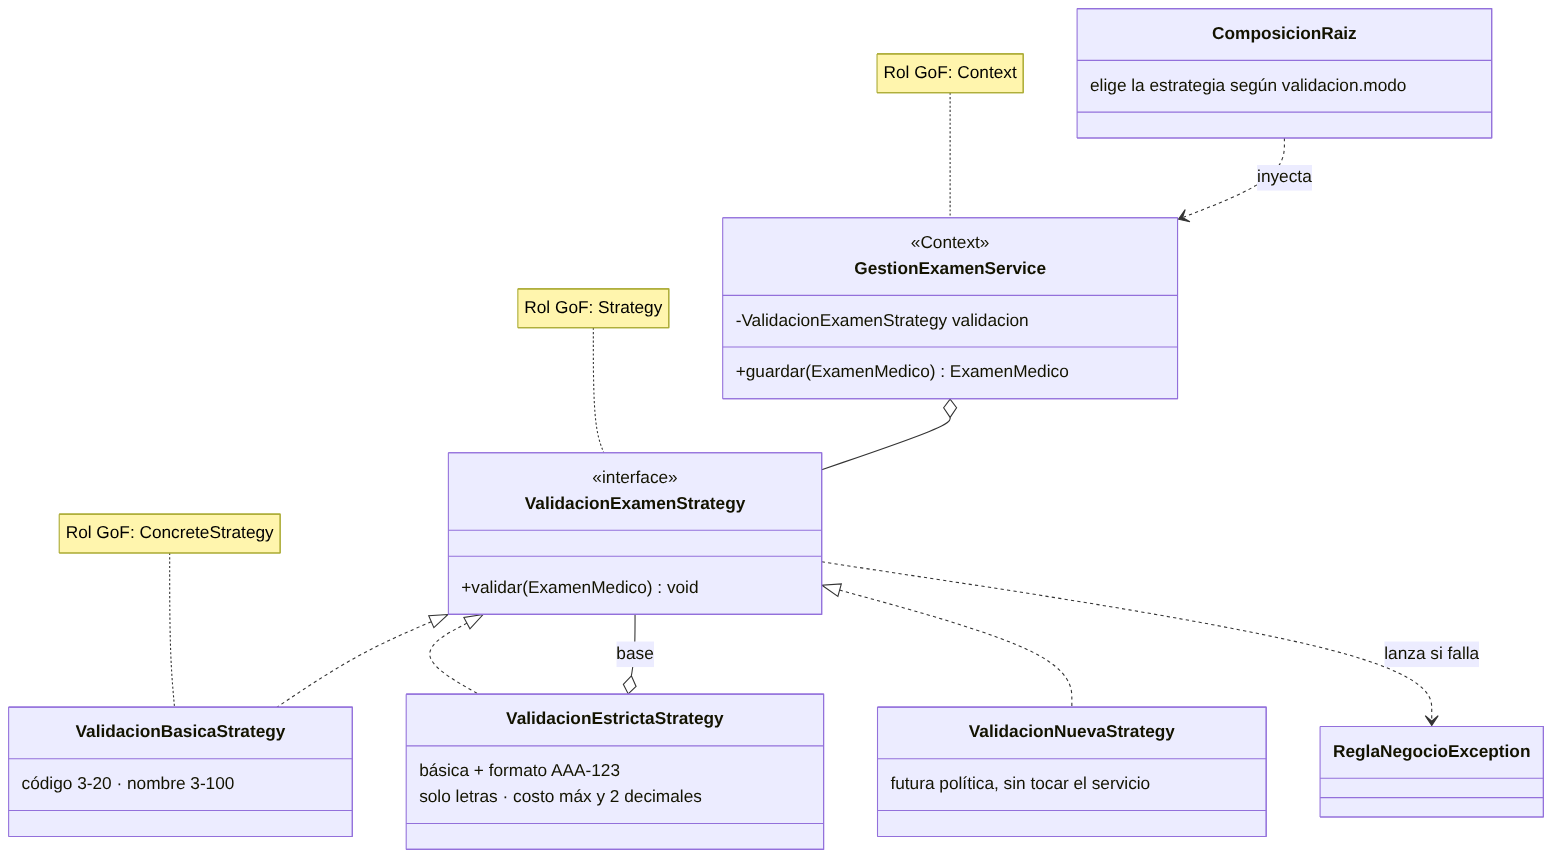 ComposicionRaiz
elige la estrategia según validacion.modo
Rol GoF: Context
inyecta
«Context»
GestionExamenService
-ValidacionExamenStrategy validacion
+guardar(ExamenMedico) : ExamenMedico
Rol GoF: Strategy
«interface»
ValidacionExamenStrategy
+validar(ExamenMedico) : void
Rol GoF: ConcreteStrategy
base
lanza si falla
ValidacionBasicaStrategy
código 3-20 · nombre 3-100
ValidacionEstrictaStrategy
básica + formato AAA-123
solo letras · costo máx y 2 decimales
ValidacionNuevaStrategy
futura política, sin tocar el servicio
ReglaNegocioException